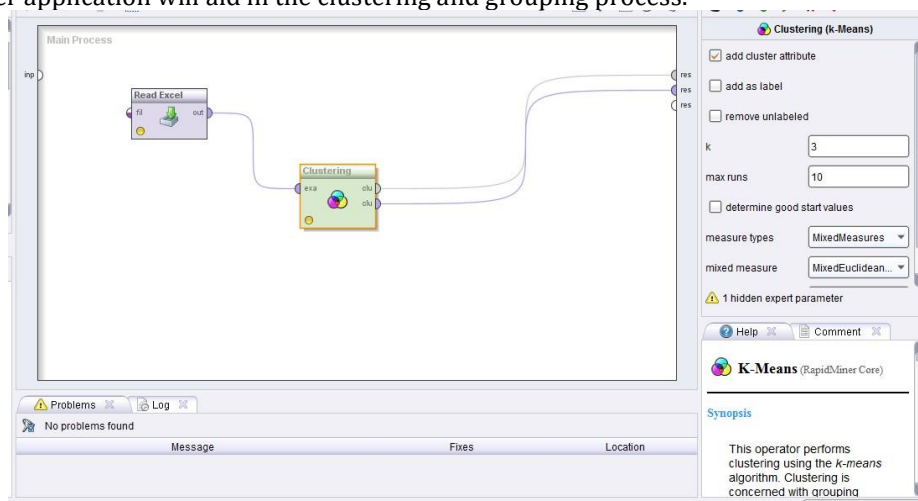 er application will aid in the clustering and grouping process.
Main Process
inp
Read Excel
fil
out
Clustering
exa
clu
clu
res
res
res
Clustering (k-Means)
add cluster attribute
add as label
remove unlabeled
k
3
max runs
10
determine good start values
measure types
MixedMeasures
mixed measure
MixedEuclidean...
1 hidden expert parameter
Help
Comment
K-Means (RapidMiner Core)
Synopsis
This operator performs
clustering using the k-means
algorithm. Clustering is
concerned with grouping
Problems
Log
No problems found
Message
Fixes
Location